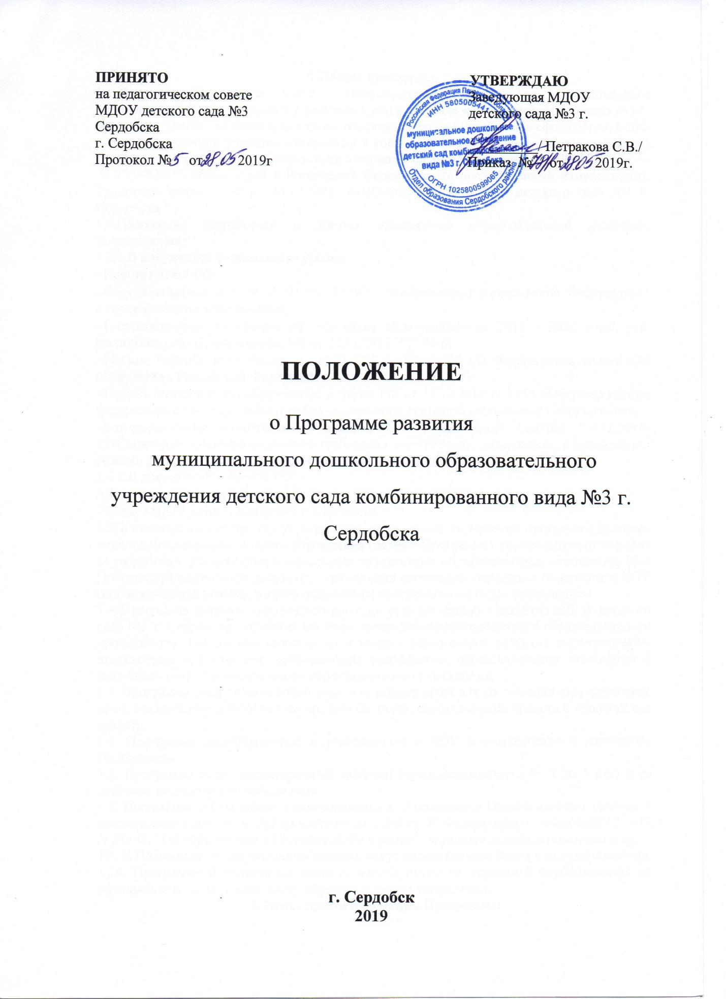 ПРИНЯТО
на педагогическом совете
МДОУ детского сада №3
Сердобска
г. Сердобска
Протокол № 5 от 28.05 2019г
УТВЕРЖДАЮ
Заведующая МДОУ
детского сада №3 г.
/ Петракова С.В./
Приказ № от 28.05 2019г.
Российская Федерация Пензенская
ИНН 5805005441
муниципальное дошкольное
образовательное учреждение
детский сад комбинированного
вида №3 г. Сердобска
ОГРН 1025800599065
Отдел образования Сердобского района
ПОЛОЖЕНИЕ
о Программе развития
муниципального дошкольного образовательного
учреждения детского сада комбинированного вида №3 г.
Сердобска
г. Сердобск
2019